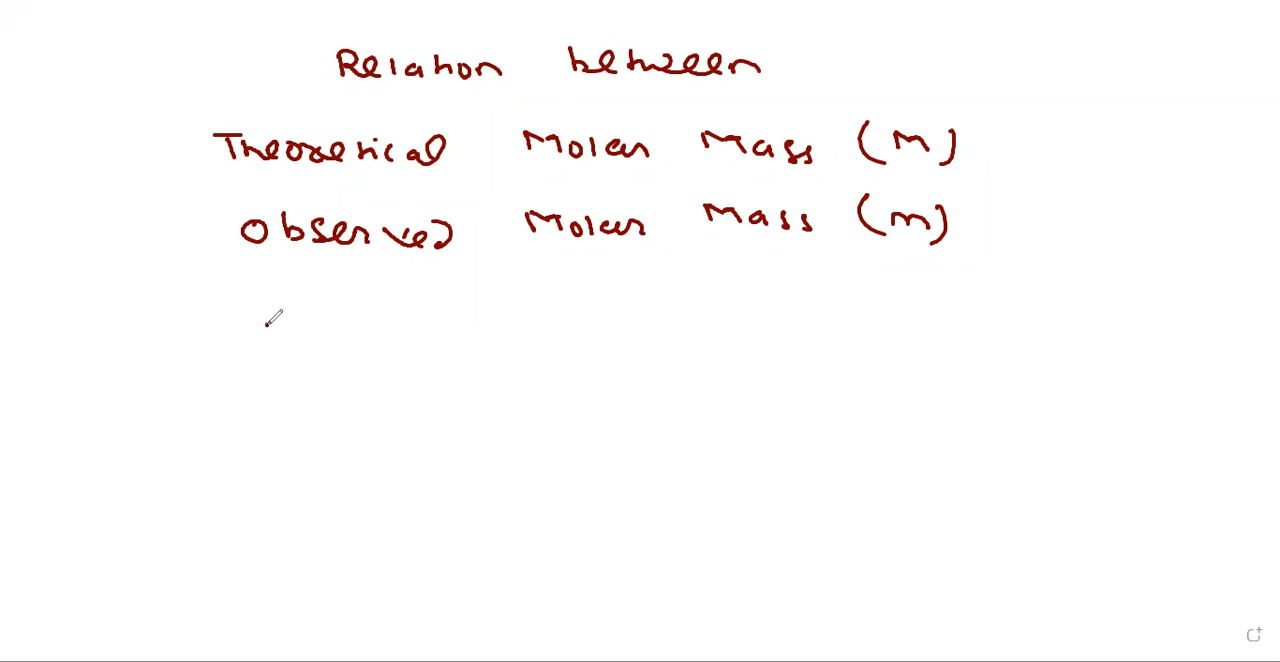 Relation between
Theoretical Molar Mass (M)
Observed Molar Mass (m)